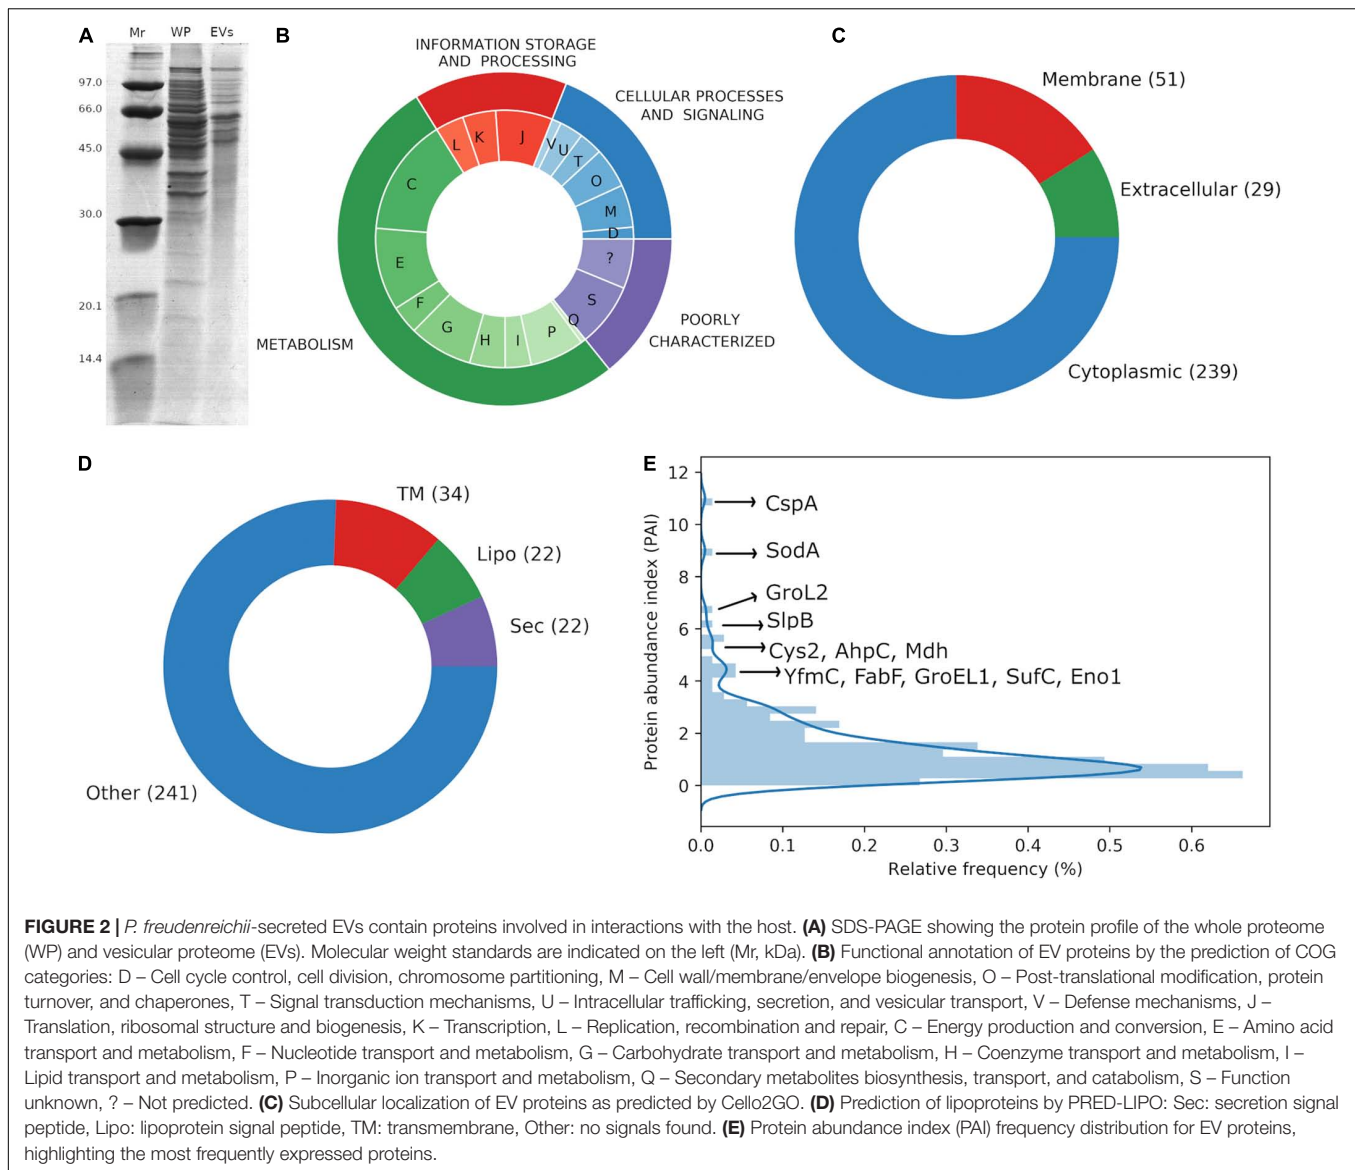 A
Mr
WP
EVs
97.0
66.0
45.0
30.0
20.1
14.4
B
INFORMATION STORAGE
AND PROCESSING
CELLULAR PROCESSES
AND SIGNALING
POORLY
CHARACTERIZED
METABOLISM
L
K
J
V
U
T
O
M
D
?
S
Q
P
I
H
G
F
E
C
C
Membrane (51)
Extracellular (29)
Cytoplasmic (239)
D
TM (34)
Lipo (22)
Sec (22)
Other (241)
E
Protein abundance index (PAI)
12
10
8
6
4
2
0
CspA
SodA
GroL2
SlpB
Cys2, AhpC, Mdh
YfmC, FabF, GroEL1, SufC, Eno1
0.0 0.1 0.2 0.3 0.4 0.5 0.6
Relative frequency (%)
FIGURE 2 | P. freudenreichii-secreted EVs contain proteins involved in interactions with the host. (A) SDS-PAGE showing the protein profile of the whole proteome
(WP) and vesicular proteome (EVs). Molecular weight standards are indicated on the left (Mr, kDa). (B) Functional annotation of EV proteins by the prediction of COG
categories: D – Cell cycle control, cell division, chromosome partitioning, M – Cell wall/membrane/envelope biogenesis, O – Post-translational modification, protein
turnover, and chaperones, T – Signal transduction mechanisms, U – Intracellular trafficking, secretion, and vesicular transport, V – Defense mechanisms, J –
Translation, ribosomal structure and biogenesis, K – Transcription, L – Replication, recombination and repair, C – Energy production and conversion, E – Amino acid
transport and metabolism, F – Nucleotide transport and metabolism, G – Carbohydrate transport and metabolism, H – Coenzyme transport and metabolism, I –
Lipid transport and metabolism, P – Inorganic ion transport and metabolism, Q – Secondary metabolites biosynthesis, transport, and catabolism, S – Function
unknown, ? – Not predicted. (C) Subcellular localization of EV proteins as predicted by Cello2GO. (D) Prediction of lipoproteins by PRED-LIPO: Sec: secretion signal
peptide, Lipo: lipoprotein signal peptide, TM: transmembrane, Other: no signals found. (E) Protein abundance index (PAI) frequency distribution for EV proteins,
highlighting the most frequently expressed proteins.